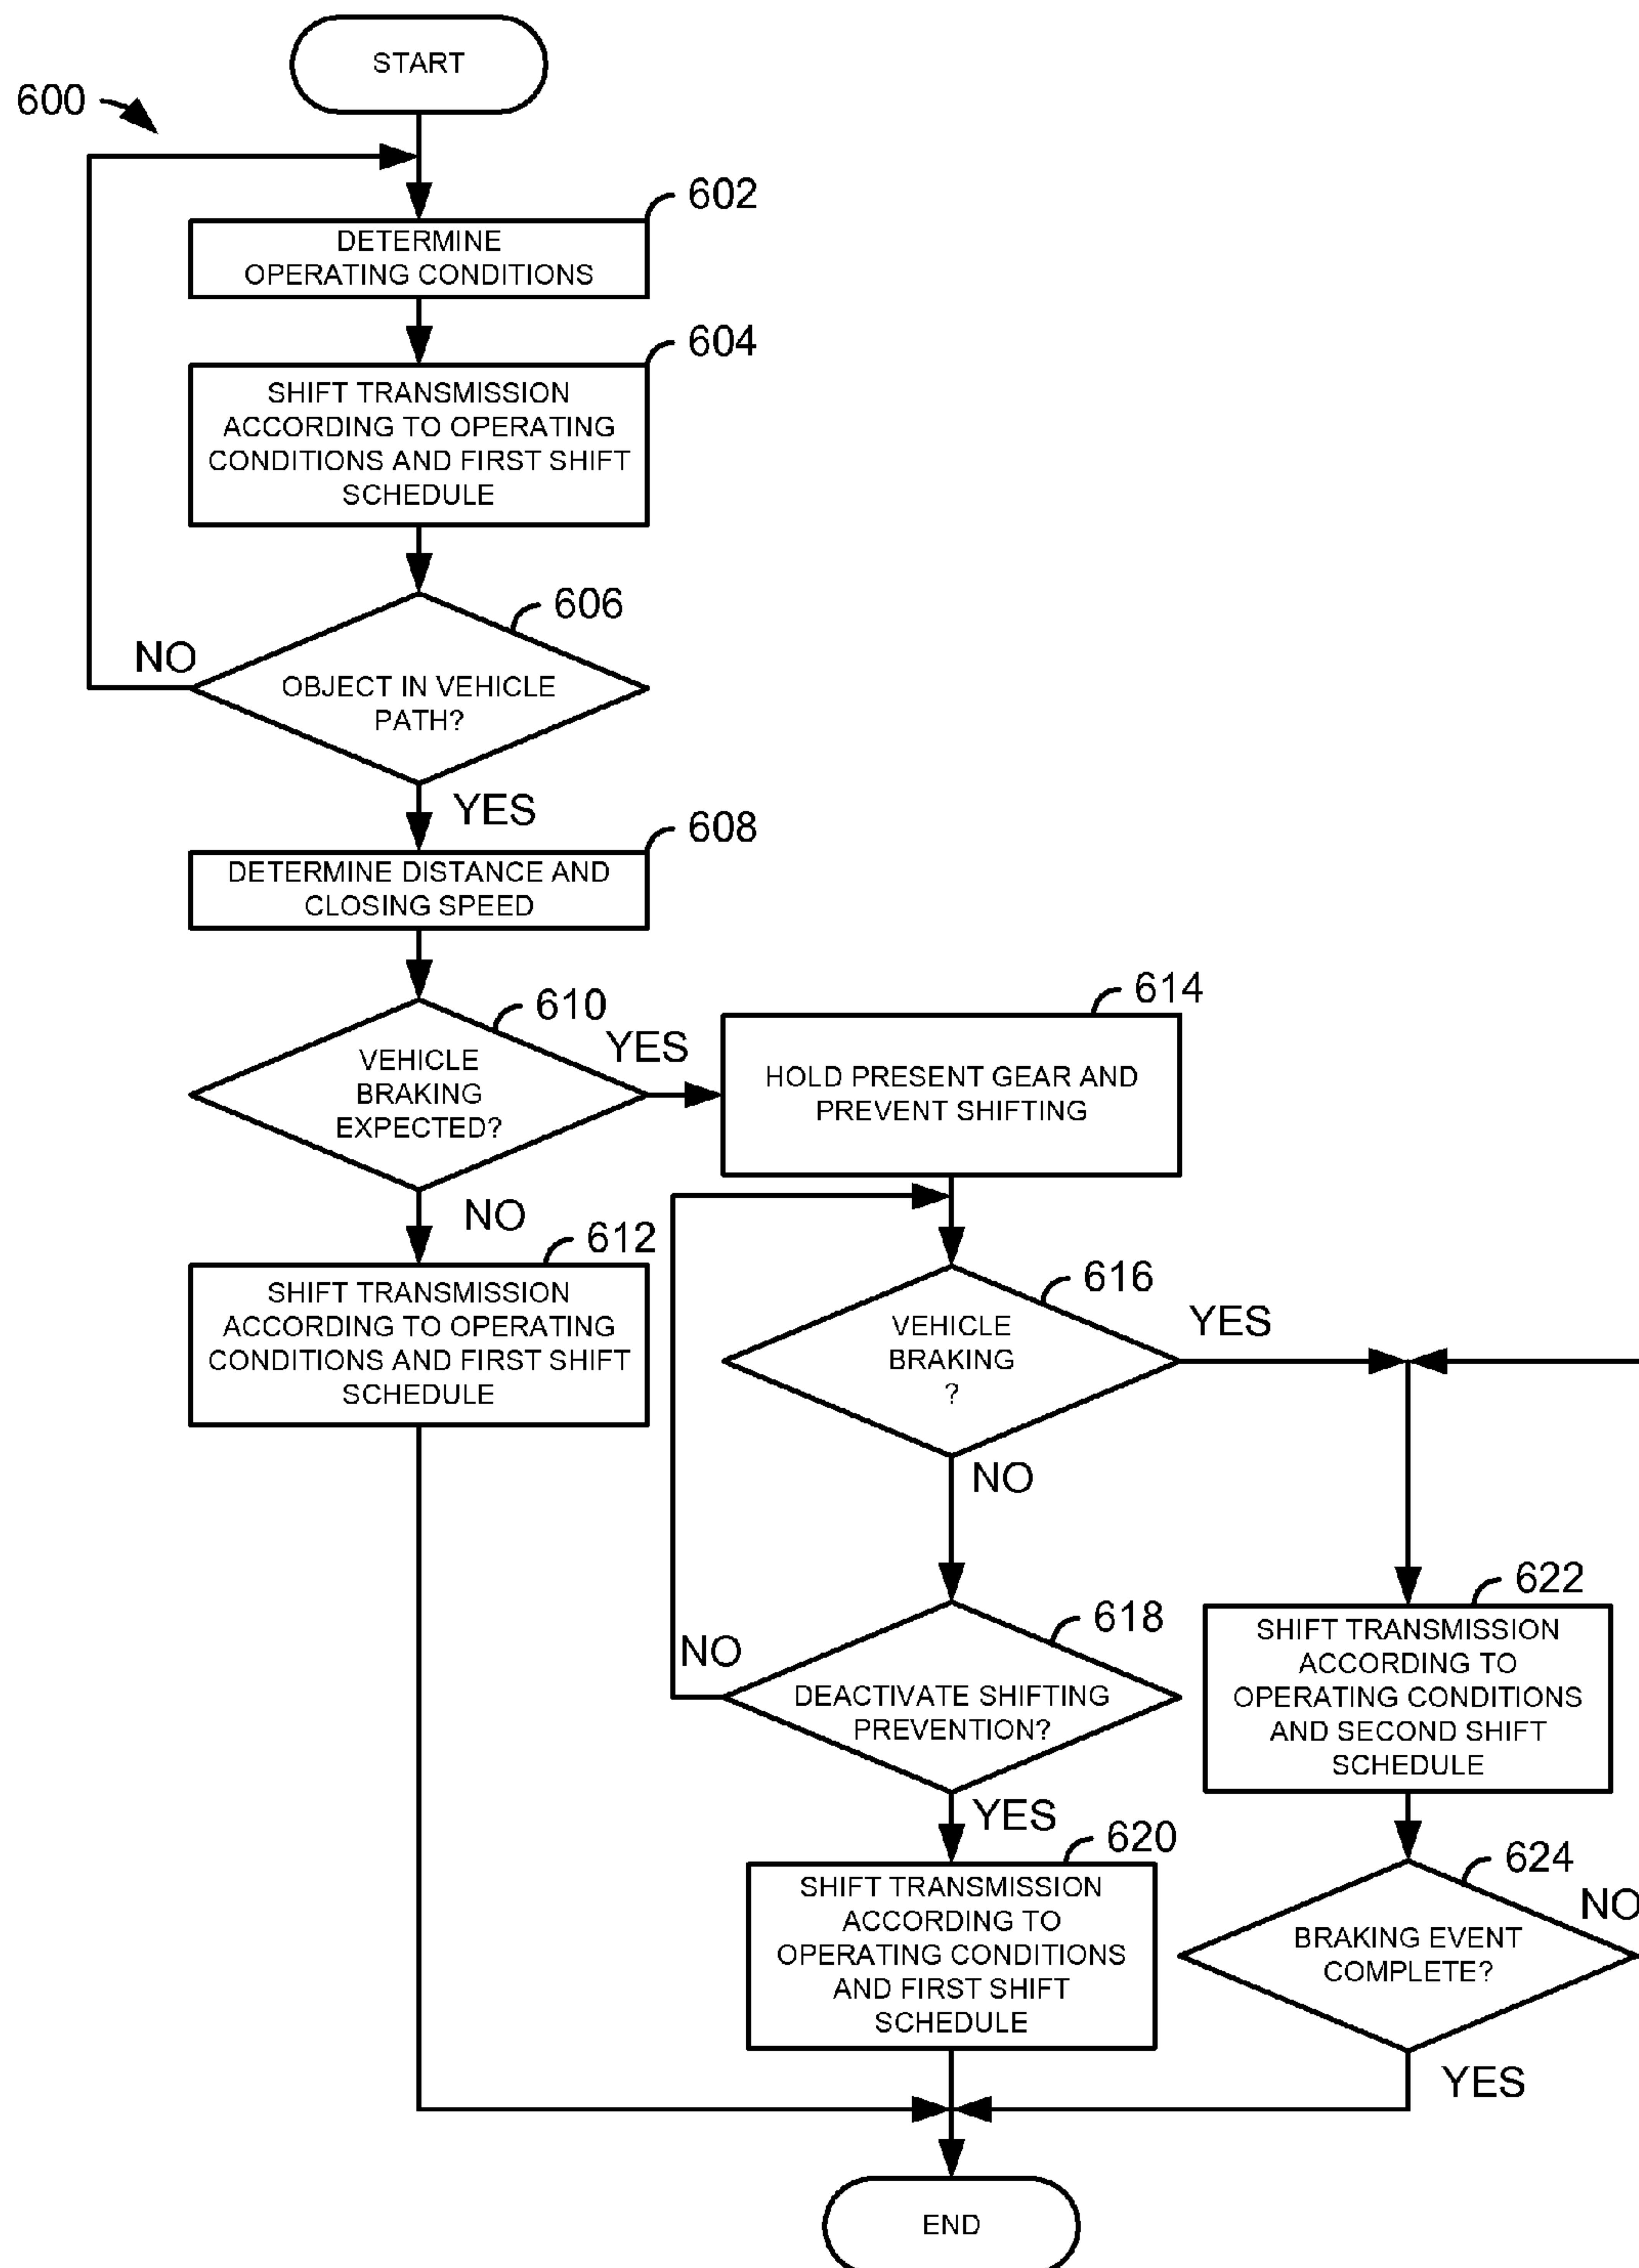 START
600
602
DETERMINE
OPERATING CONDITIONS
604
SHIFT TRANSMISSION
ACCORDING TO OPERATING
CONDITIONS AND FIRST SHIFT
SCHEDULE
606
NO
OBJECT IN VEHICLE
PATH?
YES
608
DETERMINE DISTANCE AND
CLOSING SPEED
610
VEHICLE
BRAKING
EXPECTED?
YES
614
HOLD PRESENT GEAR AND
PREVENT SHIFTING
NO
612
SHIFT TRANSMISSION
ACCORDING TO OPERATING
CONDITIONS AND FIRST SHIFT
SCHEDULE
616
VEHICLE
BRAKING
?
YES
NO
618
NO
DEACTIVATE SHIFTING
PREVENTION?
YES
622
SHIFT TRANSMISSION
ACCORDING TO
OPERATING CONDITIONS
AND SECOND SHIFT
SCHEDULE
620
SHIFT TRANSMISSION
ACCORDING TO
OPERATING CONDITIONS
AND FIRST SHIFT
SCHEDULE
624
NO
BRAKING EVENT
COMPLETE?
YES
END